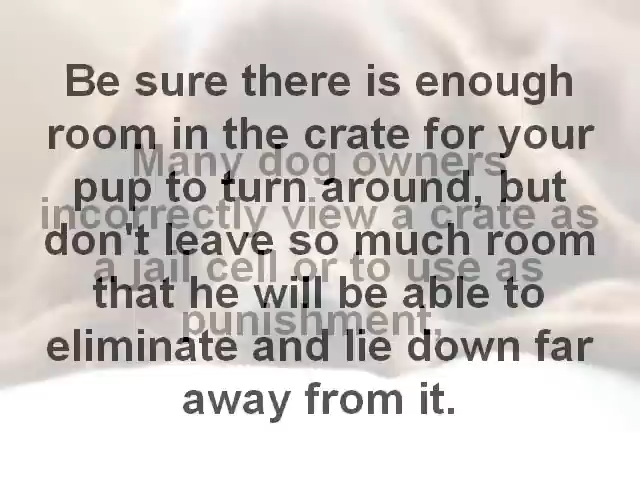 Be sure there is enough
room in the crate for your
pup to turn around, but
don't leave so much room
that he will be able to
eliminate and lie down far
away from it.
Many dog owners
incorrectly view a crate as
a jail cell or to use as
punishment.